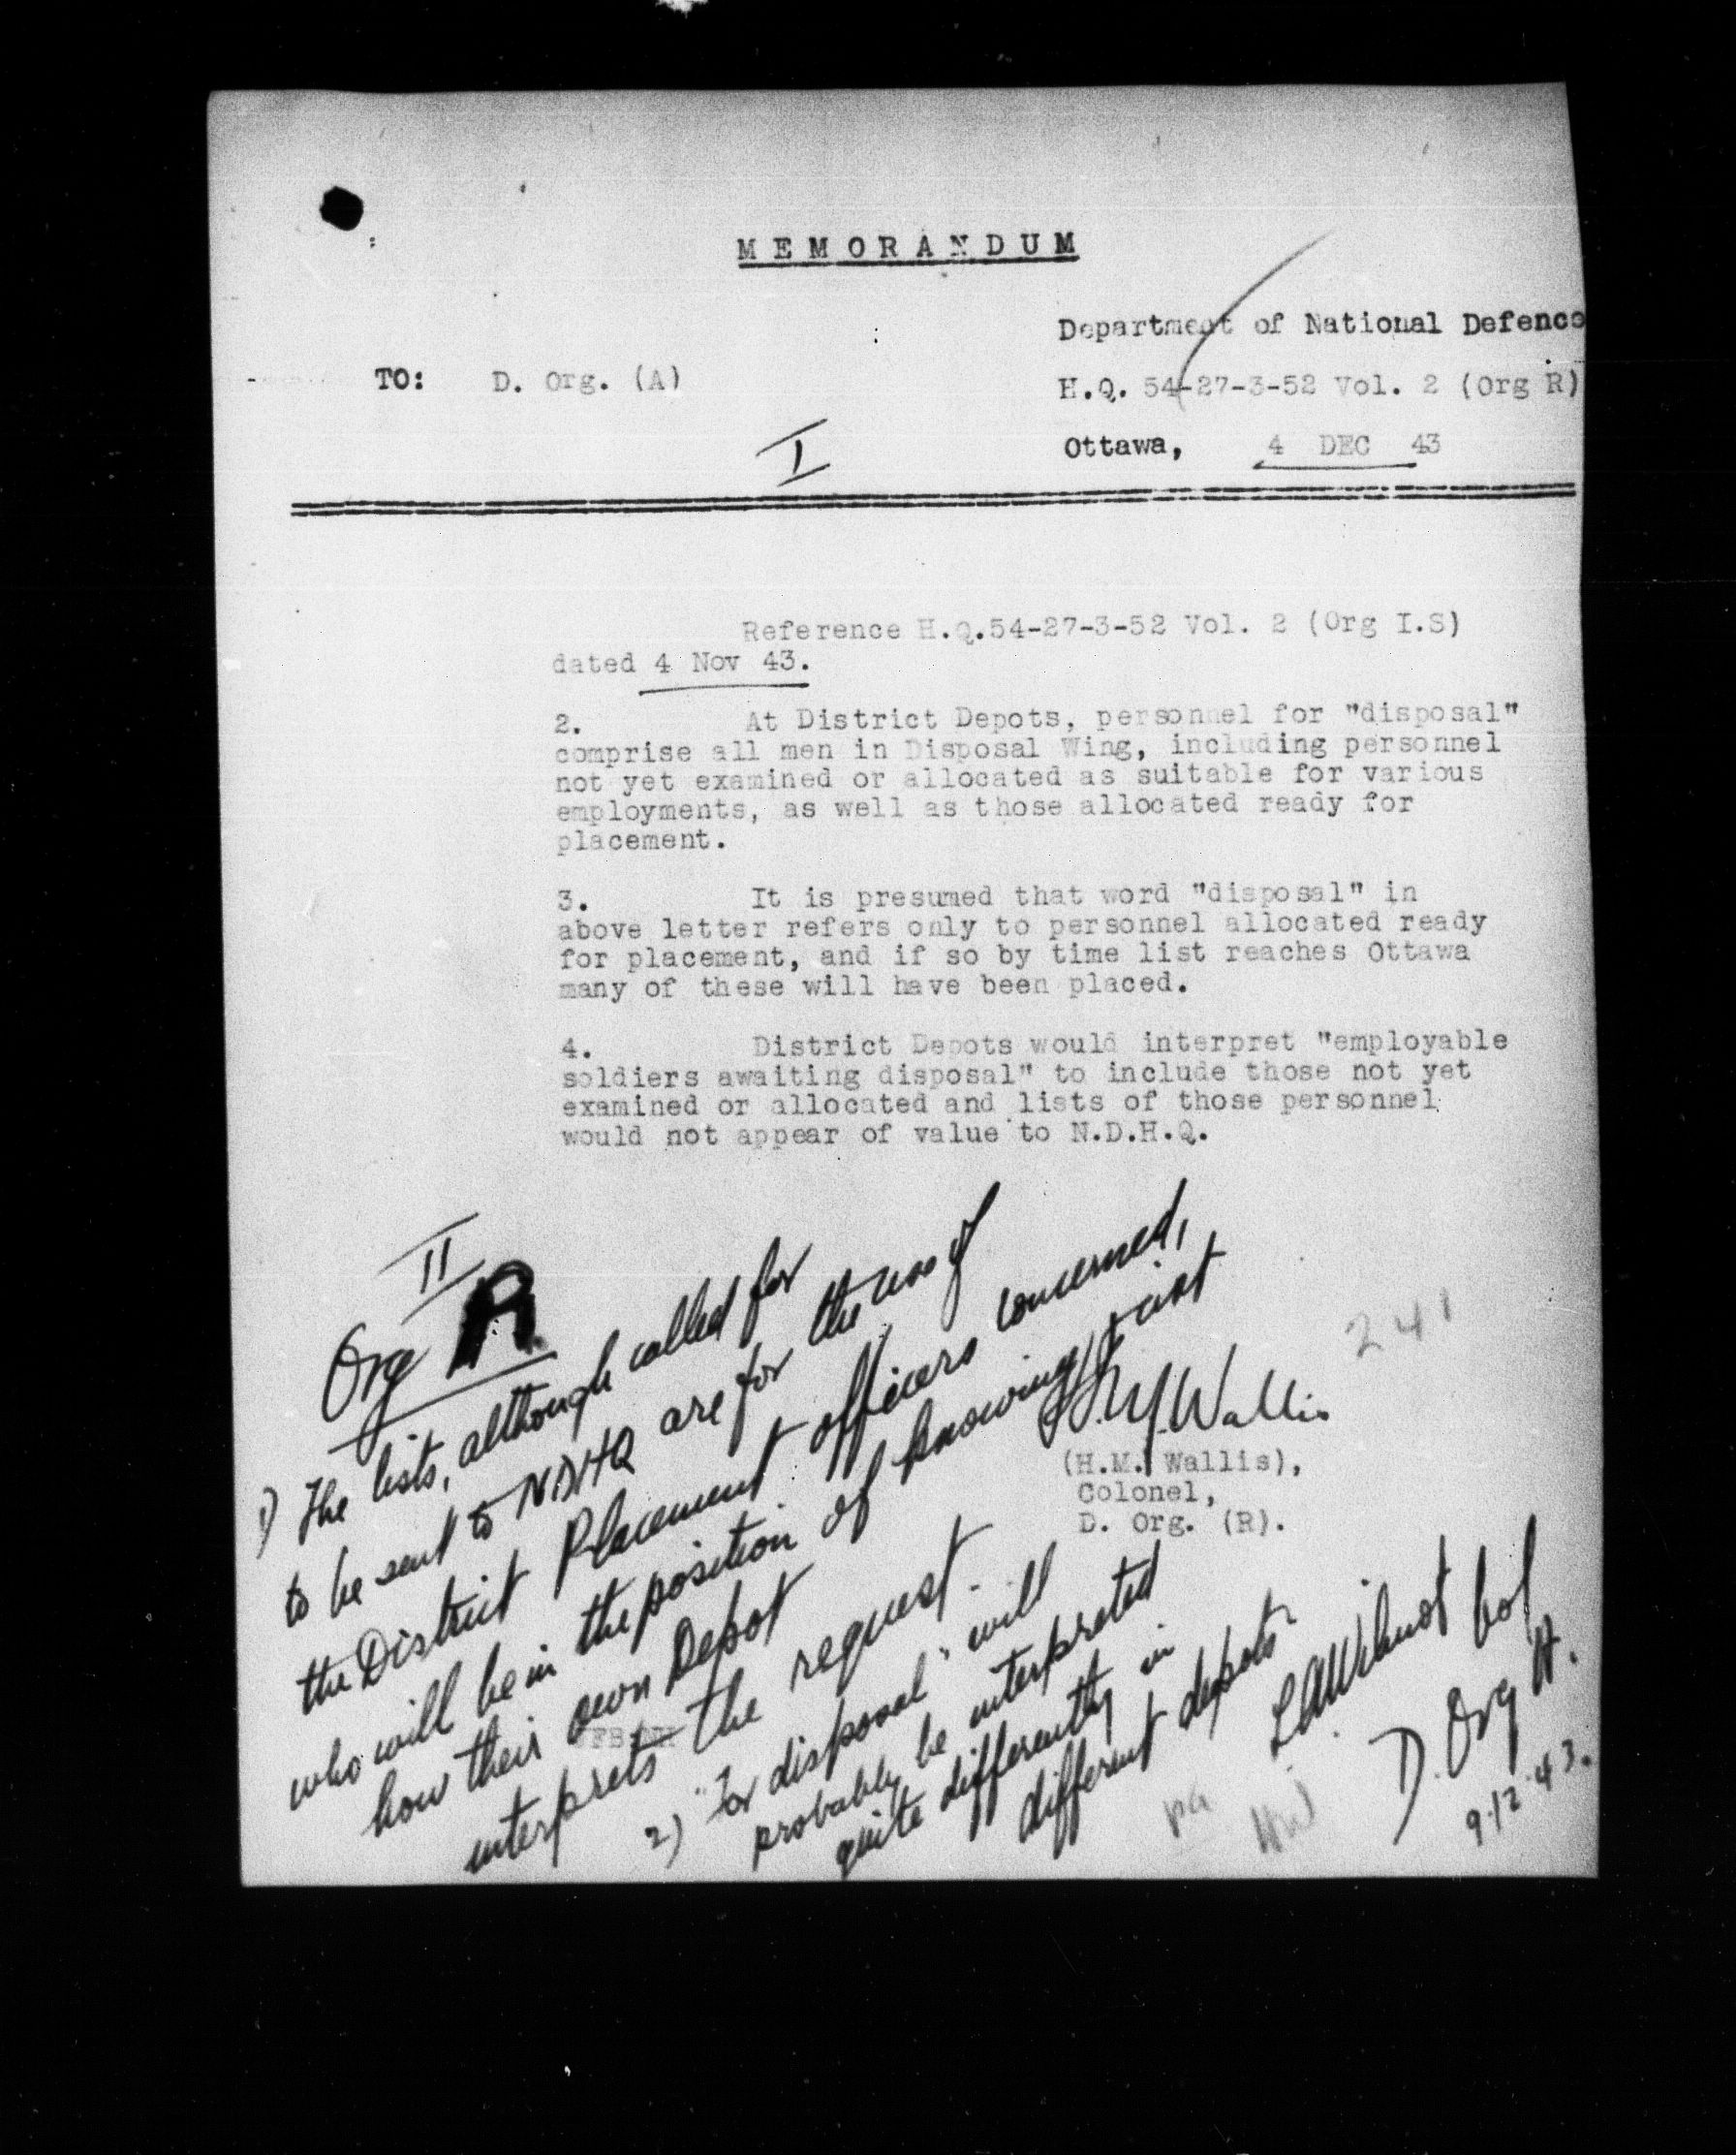 MEMORANDUM
Department of National Defence
TO: D. Org. (A)
H.Q. 54-27-3-52 Vol. 2 (Org R)
I
Ottawa, 4 DEC 43
Reference H.Q.54-27-3-52 Vol. 2 (Org I.S)
dated 4 Nov 43.
2. At District Depots, personnel for "disposal"
comprise all men in Disposal Wing, including personnel
not yet examined or allocated as suitable for various
employments, as well as those allocated ready for
placement.
3. It is presumed that word "disposal" in
above letter refers only to personnel allocated ready
for placement, and if so by time list reaches Ottawa
many of these will have been placed.
4. District Depots would interpret "employable
soldiers awaiting disposal" to include those not yet
examined or allocated and lists of those personnel
would not appear of value to N.D.H.Q.
II
Org R
1) The lists, although called for
to be sent to NDHQ are for the use of
the District Placement officers concerned,
who will be in the position of knowing just
how their own Depot
interprets the request.
2) "For disposal" will
probably be interpreted
quite differently in
different depots.
241
H.M. Wallis
(H.M. Wallis),
Colonel,
D. Org. (R).
Col
D. Org A.
9.12.43.
pa